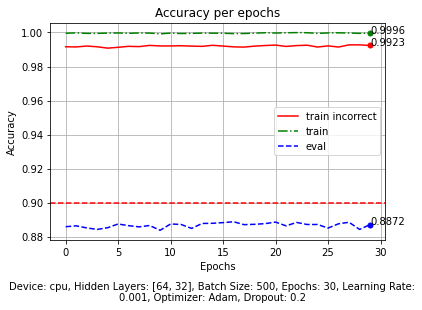 Accuracy per epochs
1.00
0.98
0.96
0.94
0.92
0.90
0.88
Accuracy
0.9996
0.9923
0.8872
train incorrect
train
eval
0
5
10
15
20
25
30
Epochs
Device: cpu, Hidden Layers: [64, 32], Batch Size: 500, Epochs: 30, Learning Rate:
0.001, Optimizer: Adam, Dropout: 0.2